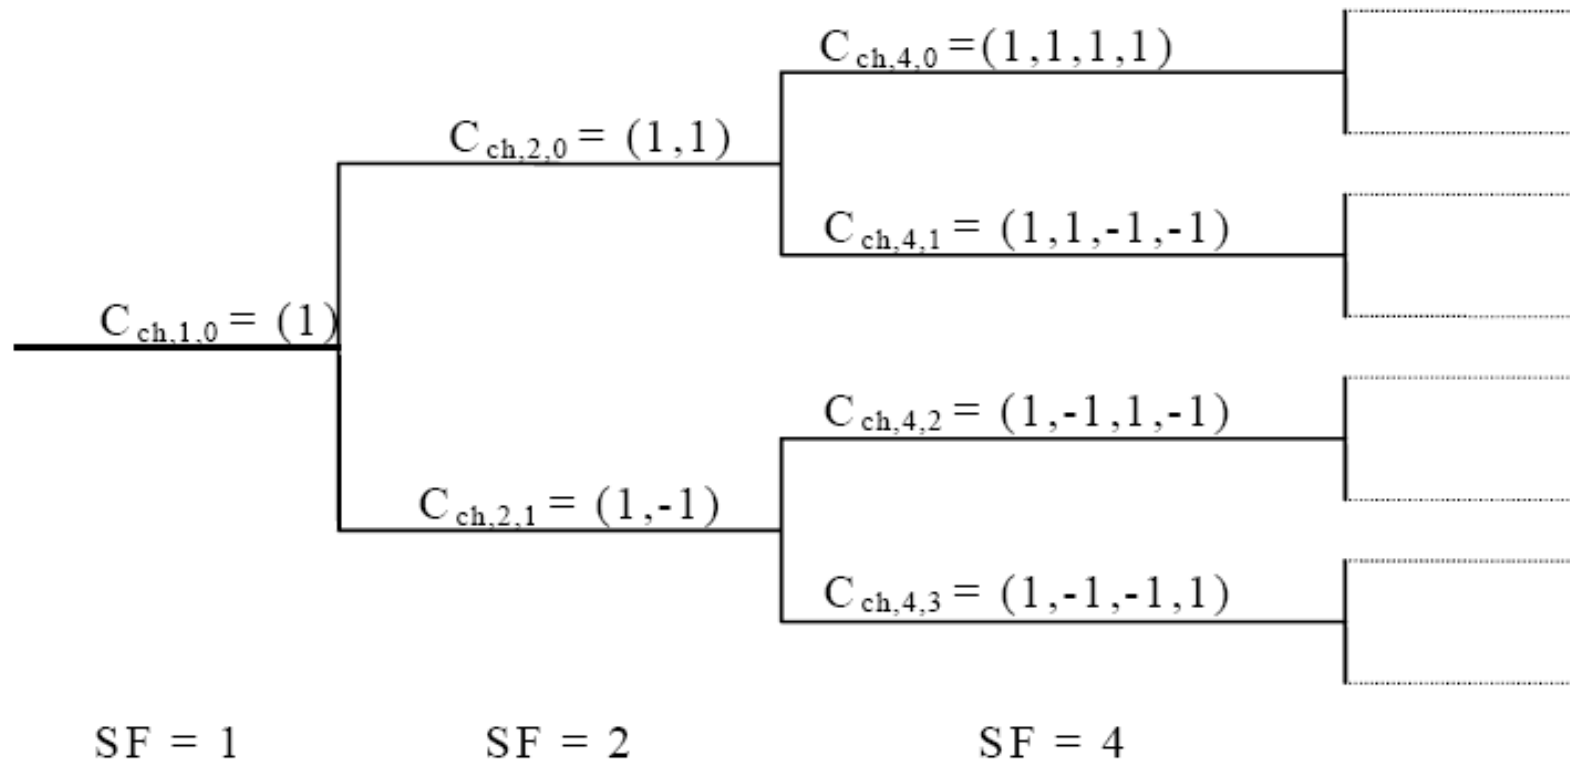 C ch,4,0 =(1,1,1,1)
C ch,2,0 = (1,1)
C ch,4,1 = (1,1,-1,-1)
C ch,1,0 = (1)
C ch,4,2 = (1,-1,1,-1)
C ch,2,1 = (1,-1)
C ch,4,3 = (1,-1,-1,1)
SF = 1 SF = 2 SF = 4